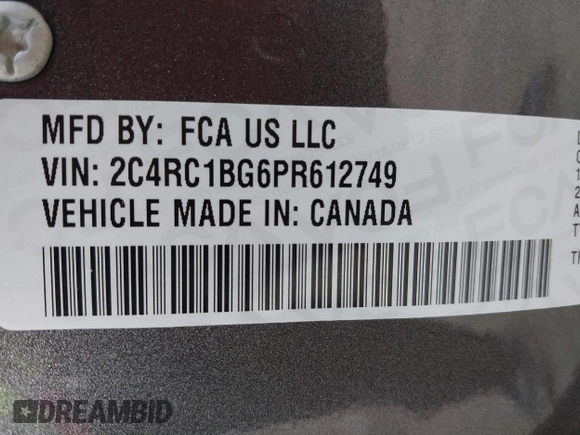 MFD BY: FCA US LLC
VIN: 2C4RC1BG6PR612749
VEHICLE MADE IN: CANADA
DREAMBID